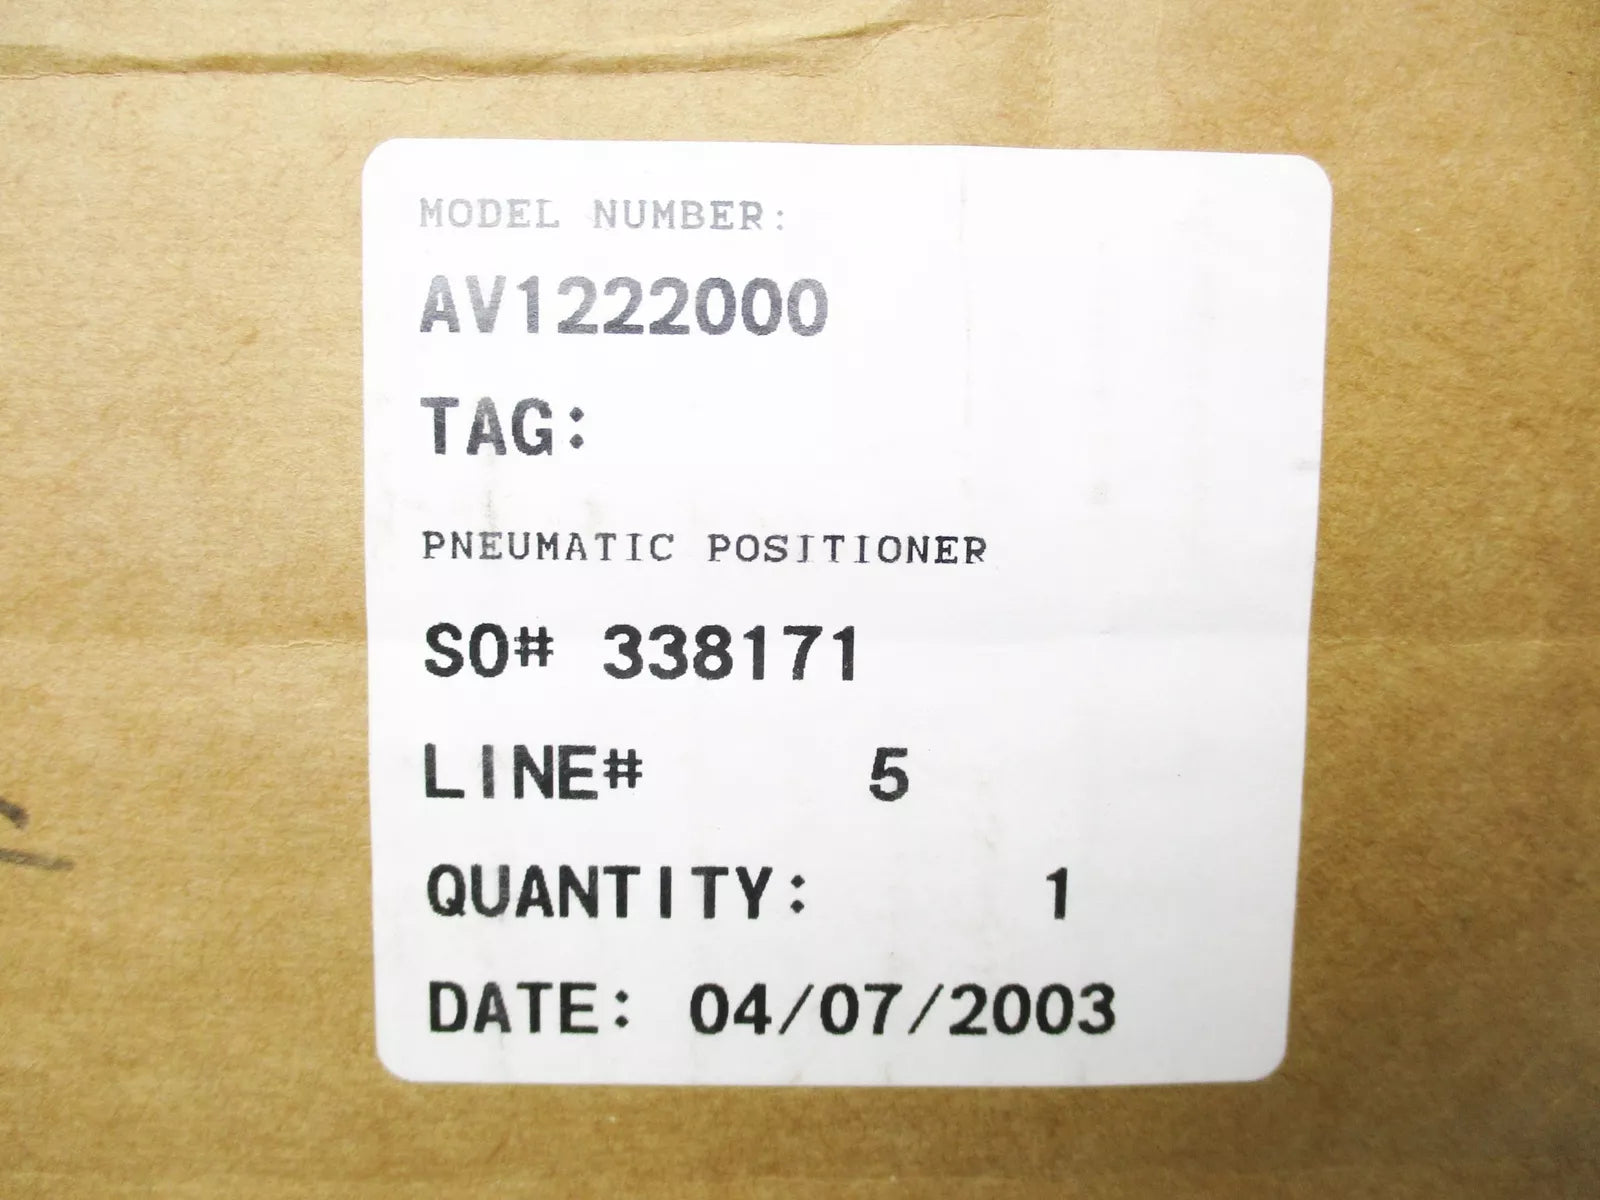 MODEL NUMBER:
AV1222000
TAG:
PNEUMATIC POSITIONER
SO# 338171
LINE# 5
QUANTITY: 1
DATE: 04/07/2003